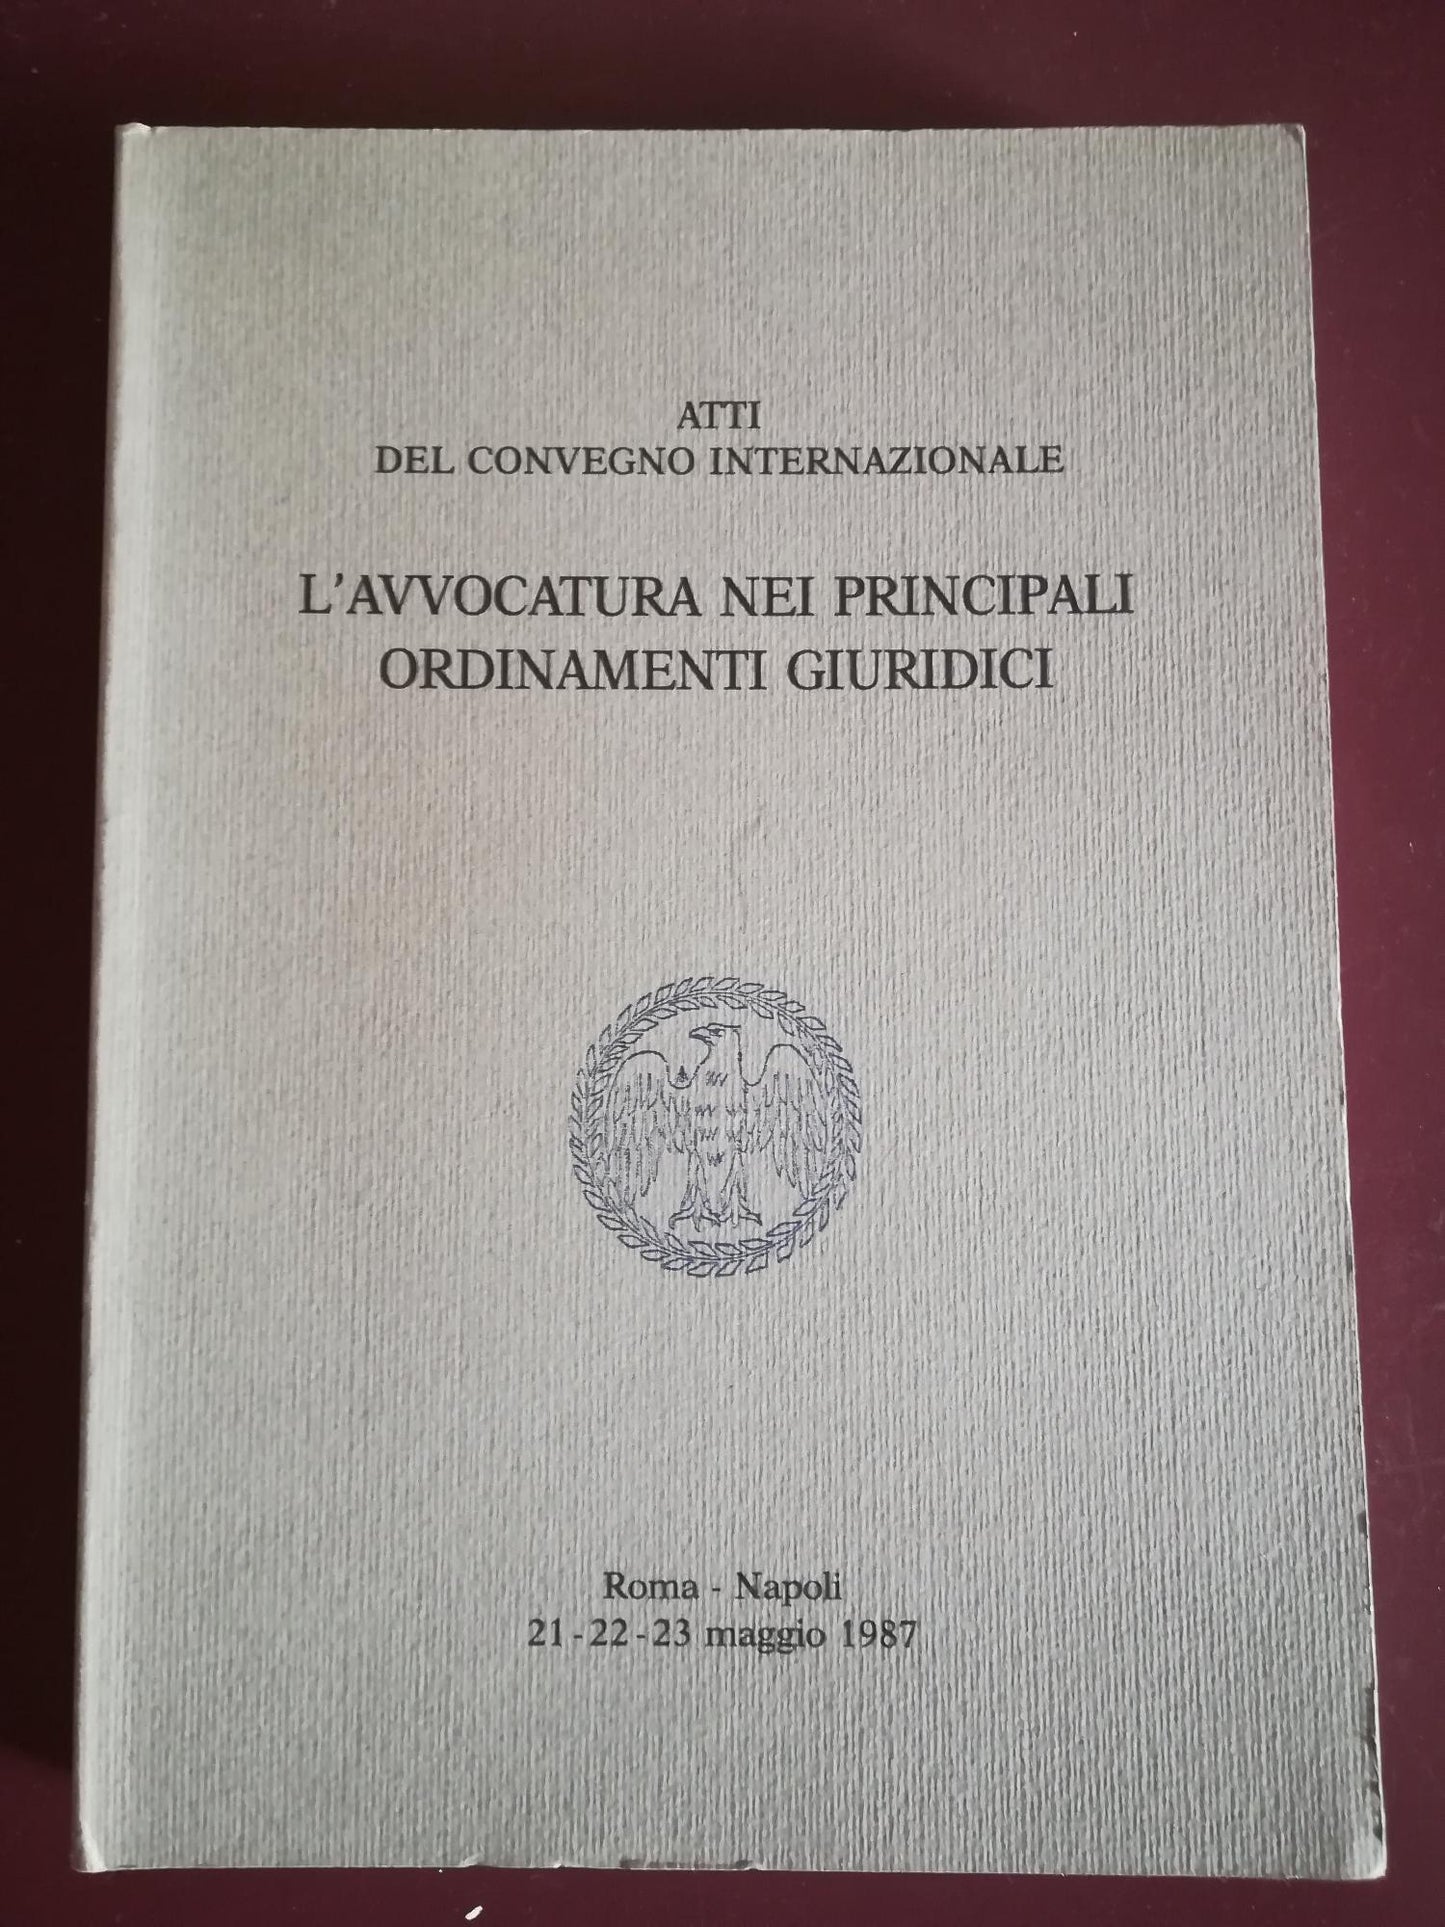 ATTI
DEL CONVEGNO INTERNAZIONALE
L'AVVOCATURA NEI PRINCIPALI
ORDINAMENTI GIURIDICI
Roma - Napoli
21 - 22 - 23 maggio 1987